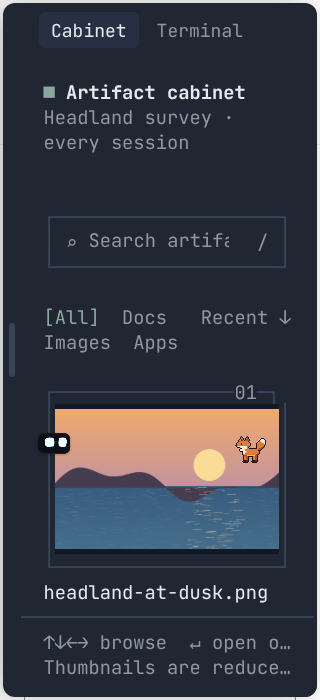 Cabinet Terminal
Artifact cabinet
Headland survey ·
every session
⌕ Search artifa /
[All] Docs Recent ↓
Images Apps
01
headland-at-dusk.png
↑↓←→ browse ↵ open o…
Thumbnails are reduce…